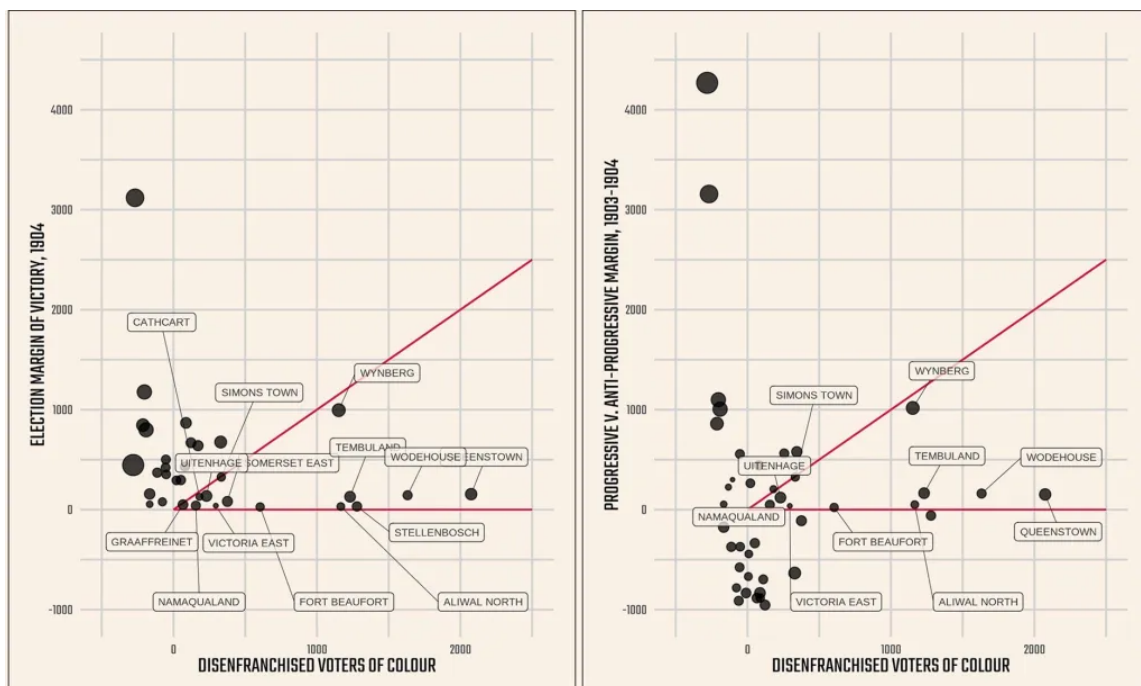 ELECTION MARGIN OF VICTORY, 1904
4000
3000
2000
1000
0
-1000
CATHCART
WYNBERG
SIMONS TOWN
TEMBULAND
UITENHAGE
SOMERSET EAST
WODEHOUSE
EENSTOWN
STELLENBOSCH
GRAAFFREINET
VICTORIA EAST
NAMAQUALAND
FORT BEAUFORT
ALIWAL NORTH
0
1000
2000
DISENFRANCHISED VOTERS OF COLOUR
PROGRESSIVE V. ANTI-PROGRESSIVE MARGIN, 1903-1904
4000
3000
2000
1000
0
-1000
WYNBERG
SIMONS TOWN
TEMBULAND
WODEHOUSE
UITENHAGE
NAMAQUALAND
QUEENSTOWN
FORT BEAUFORT
VICTORIA EAST
ALIWAL NORTH
0
1000
2000
DISENFRANCHISED VOTERS OF COLOUR